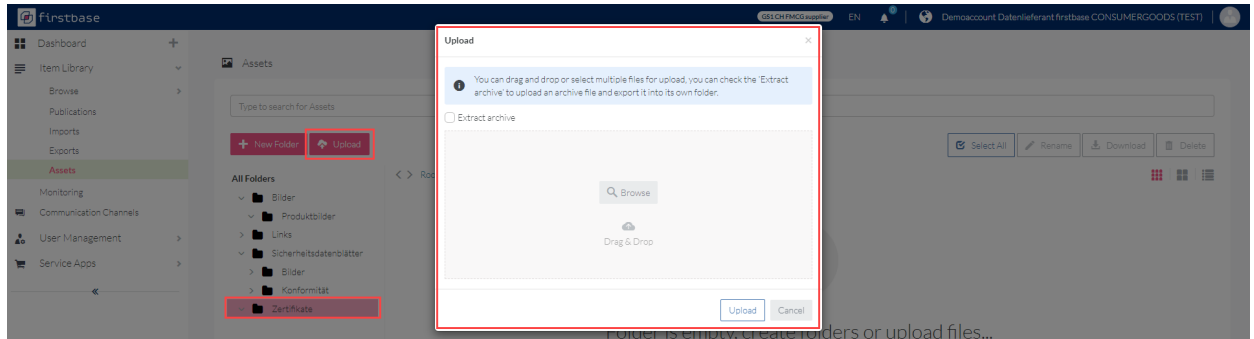 firstbase
GS1 CH FMCG supplier
EN
Demoaccount Datenlieferant firstbase CONSUMERGOODS (TEST)
Dashboard
Item Library
Browse
Publications
Imports
Exports
Assets
Monitoring
Communication Channels
User Management
Service Apps
Assets
Type to search for Assets
New Folder
Upload
Select All
Rename
Download
Delete
All Folders
Bilder
Produktbilder
Links
Sicherheitsdatenblätter
Bilder
Konformität
Zertifikate
Upload
You can drag and drop or select multiple files for upload, you can check the 'Extract
archive' to upload an archive file and export it into its own folder.
Extract archive
Browse
Drag & Drop
Upload
Cancel
Folder is empty, create folders or upload files...